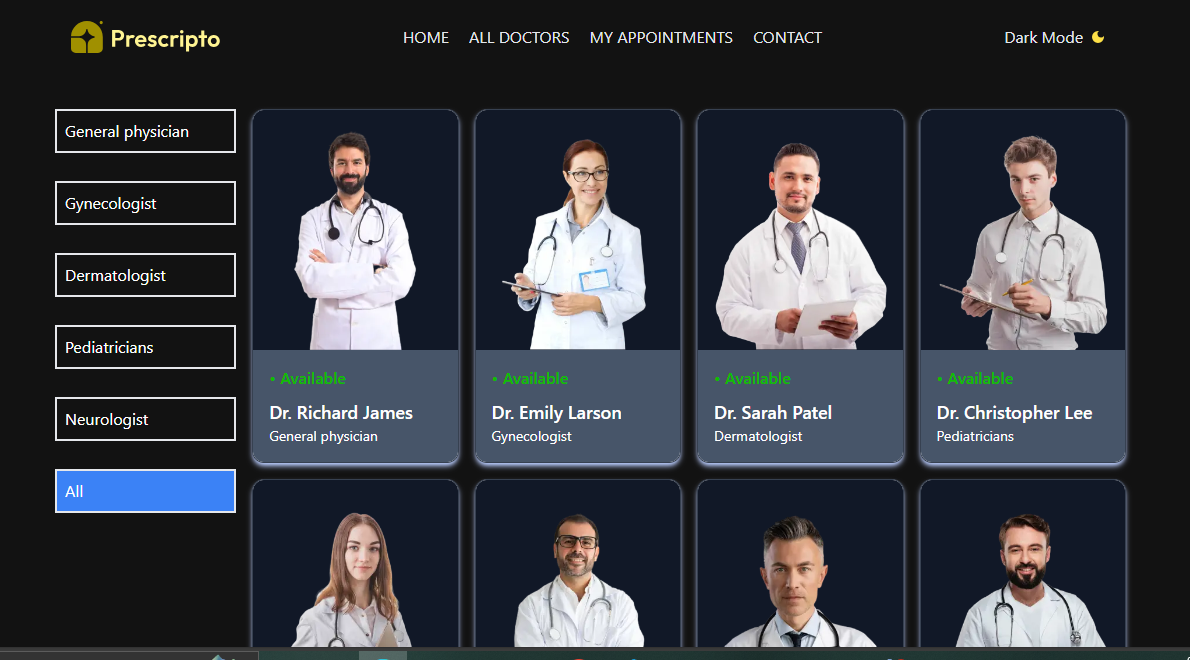 Prescripto
HOME ALL DOCTORS MY APPOINTMENTS CONTACT
Dark Mode
General physician
Gynecologist
Dermatologist
Pediatricians
Neurologist
All
• Available
Dr. Richard James
General physician
• Available
Dr. Emily Larson
Gynecologist
• Available
Dr. Sarah Patel
Dermatologist
• Available
Dr. Christopher Lee
Pediatricians